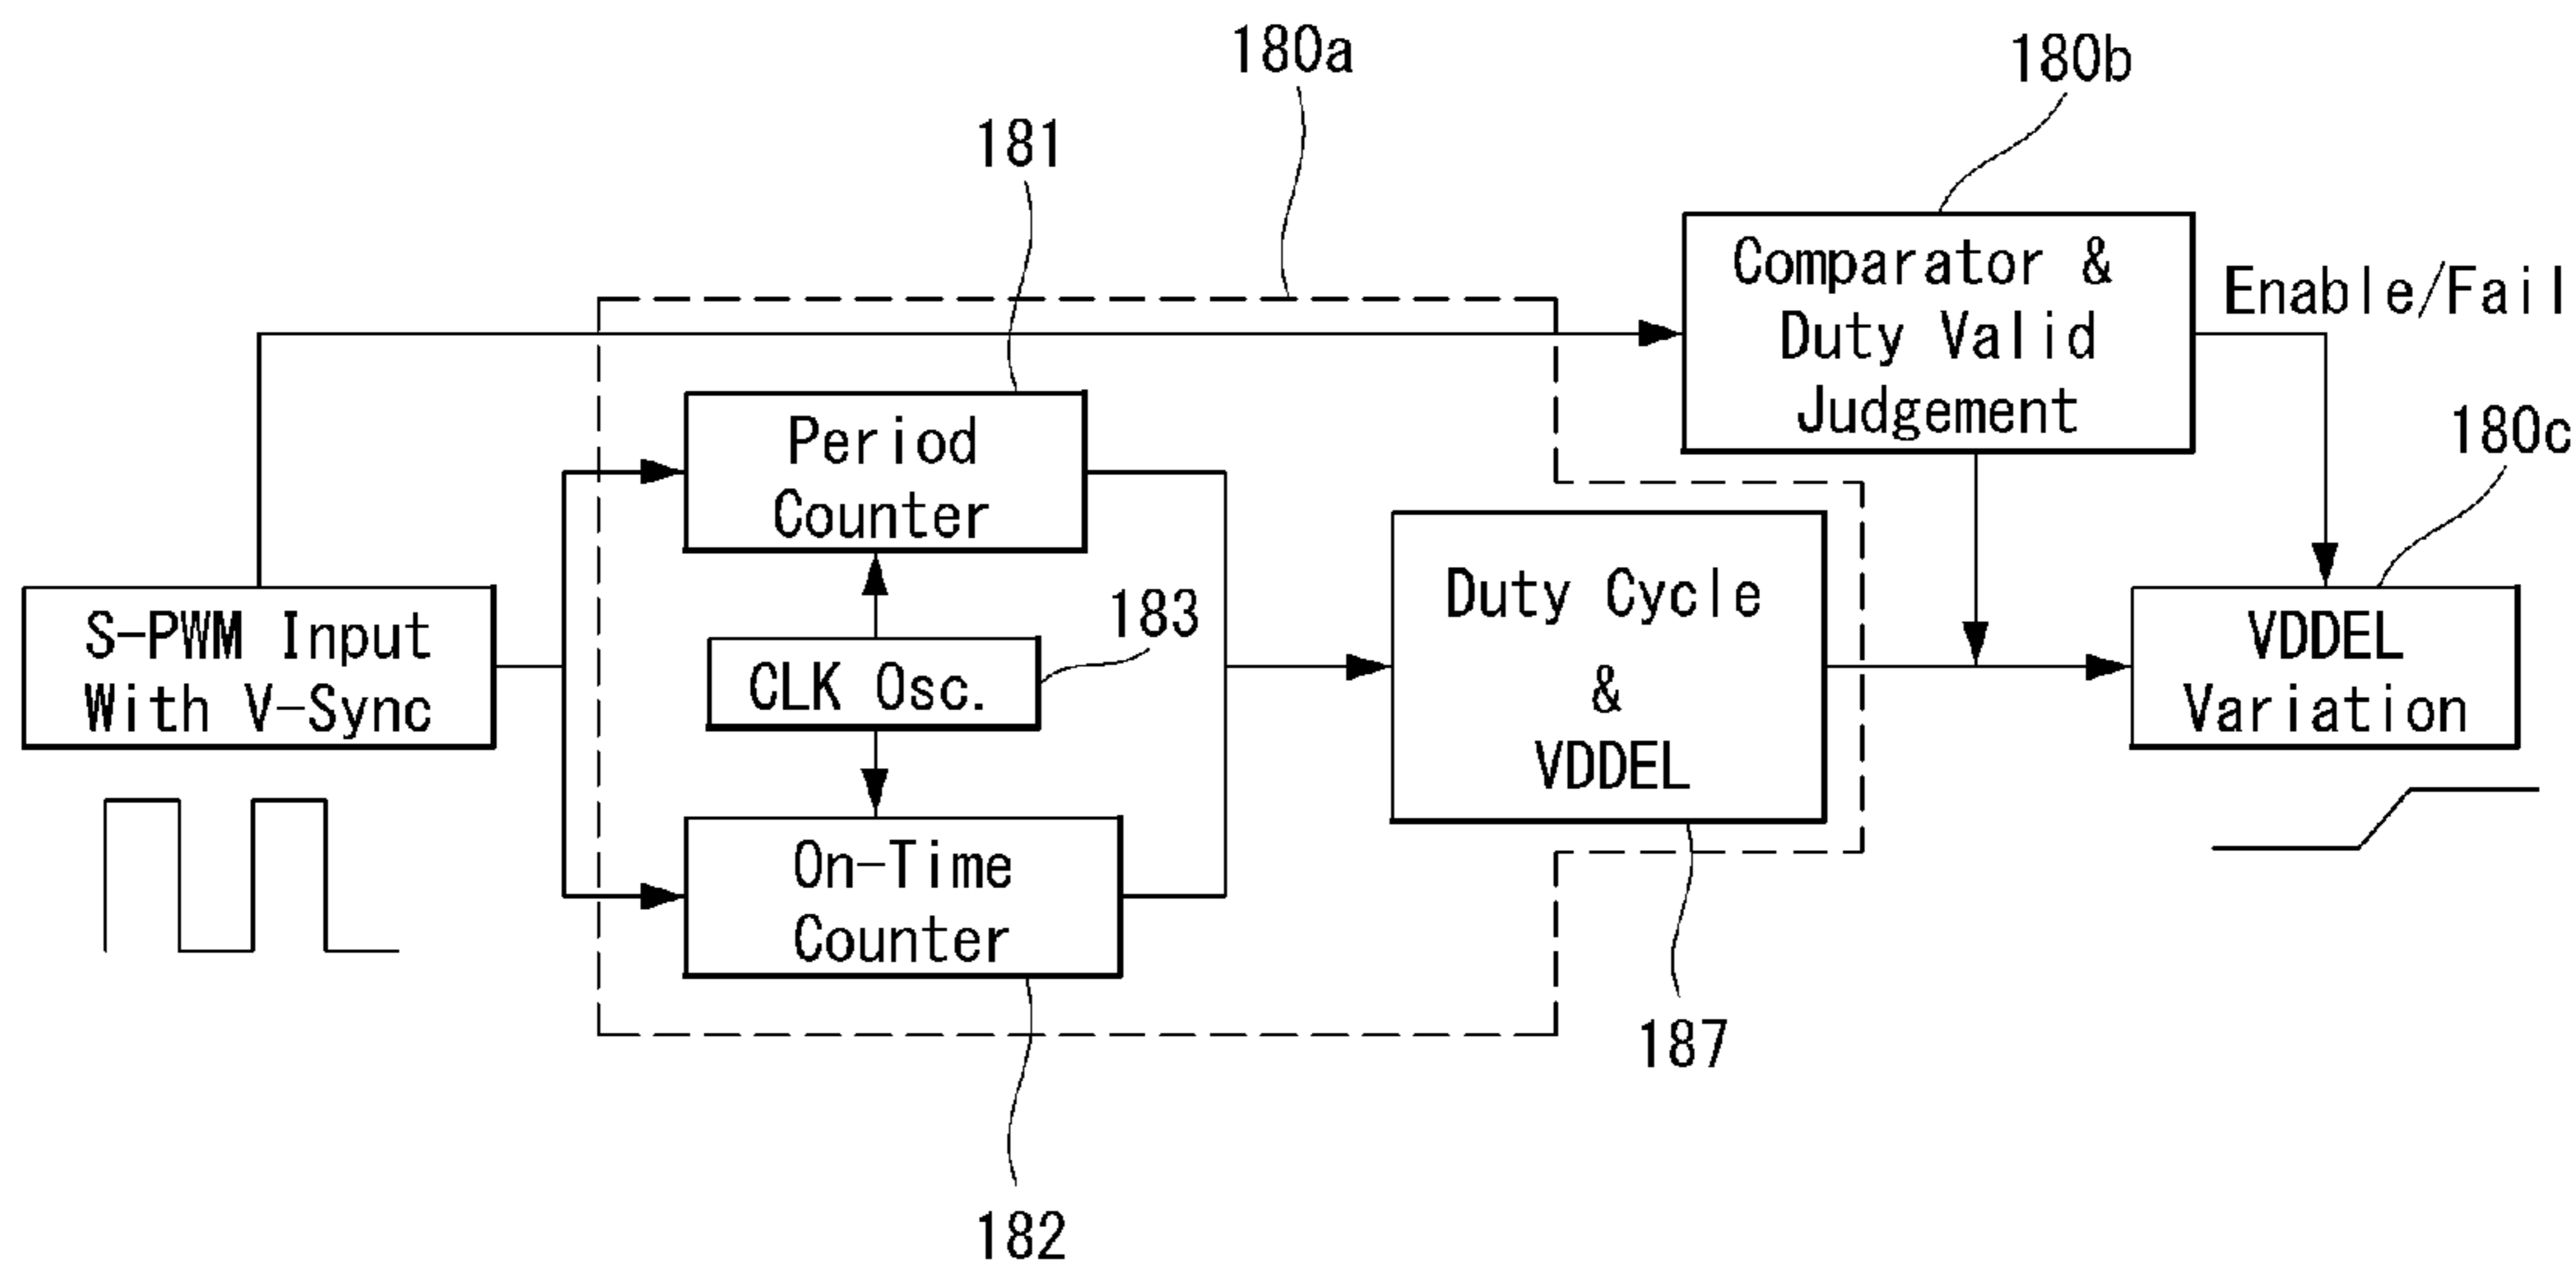 180a
180b
181
Comparator &
Duty Valid
Judgement
Enable/Fail
180c
Period
Counter
183
CLK Osc.
S-PWM Input
With V-Sync
Duty Cycle
&
VDDEL
VDDEL
Variation
On-Time
Counter
187
182